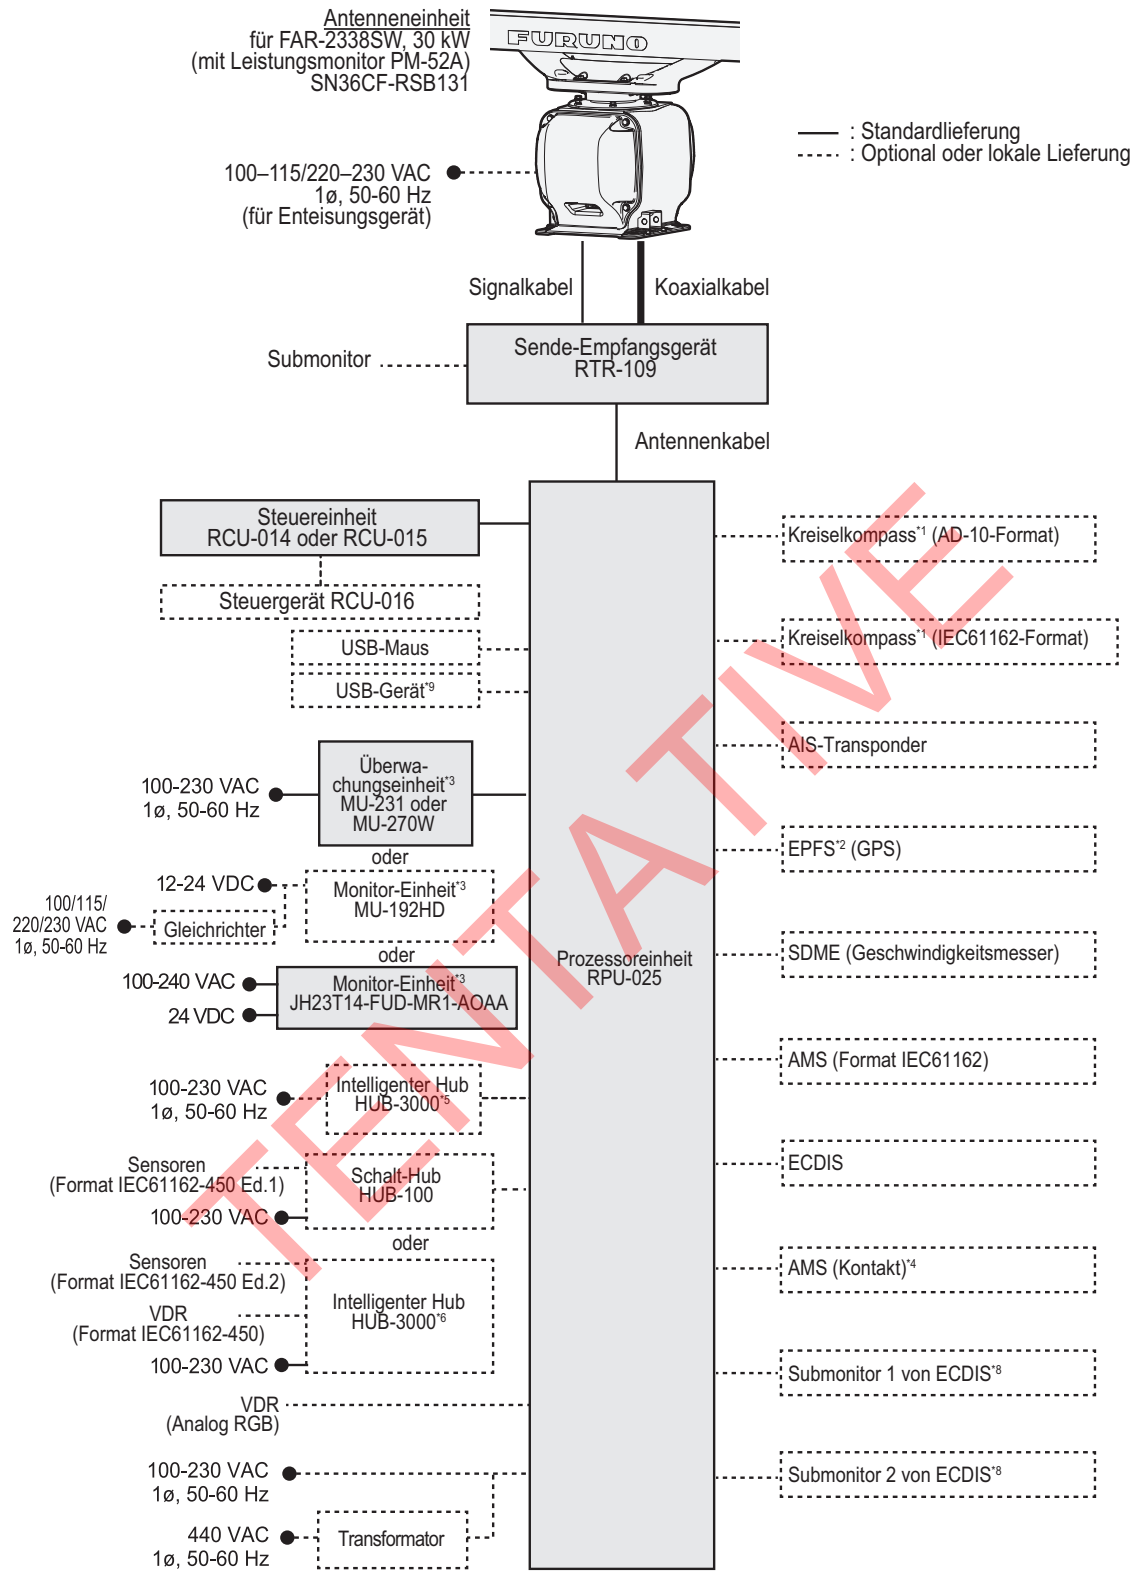 Antenneneinheit
für FAR-2338SW, 30 kW
(mit Leistungsmonitor PM-52A)
SN36CF-RSB131
FURUNO
: Standardlieferung
: Optional oder lokale Lieferung
100–115/220–230 VAC
1ø, 50-60 Hz
(für Enteisungsgerät)
Signalkabel
Koaxialkabel
Submonitor
Sende-Empfangsgerät
RTR-109
Antennenkabel
Steuereinheit
RCU-014 oder RCU-015
Steuergerät RCU-016
USB-Maus
USB-Gerät*9
100-230 VAC
1ø, 50-60 Hz
Überwa-
chungseinheit*3
MU-231 oder
MU-270W
oder
12-24 VDC
100/115/
220/230 VAC
1ø, 50-60 Hz
Gleichrichter
Monitor-Einheit*3
MU-192HD
oder
100-240 VAC
24 VDC
Monitor-Einheit*3
JH23T14-FUD-MR1-AOAA
100-230 VAC
1ø, 50-60 Hz
Intelligenter Hub
HUB-3000*5
Sensoren
(Format IEC61162-450 Ed.1)
100-230 VAC
Schalt-Hub
HUB-100
oder
Sensoren
(Format IEC61162-450 Ed.2)
VDR
(Format IEC61162-450)
100-230 VAC
Intelligenter Hub
HUB-3000*6
VDR
(Analog RGB)
100-230 VAC
1ø, 50-60 Hz
440 VAC
1ø, 50-60 Hz
Transformator
Prozessoreinheit
RPU-025
Kreiselkompass*1 (AD-10-Format)
Kreiselkompass*1 (IEC61162-Format)
AIS-Transponder
EPFS*2 (GPS)
SDME (Geschwindigkeitsmesser)
AMS (Format IEC61162)
ECDIS
AMS (Kontakt)*4
Submonitor 1 von ECDIS*8
Submonitor 2 von ECDIS*8
TENTATIVE